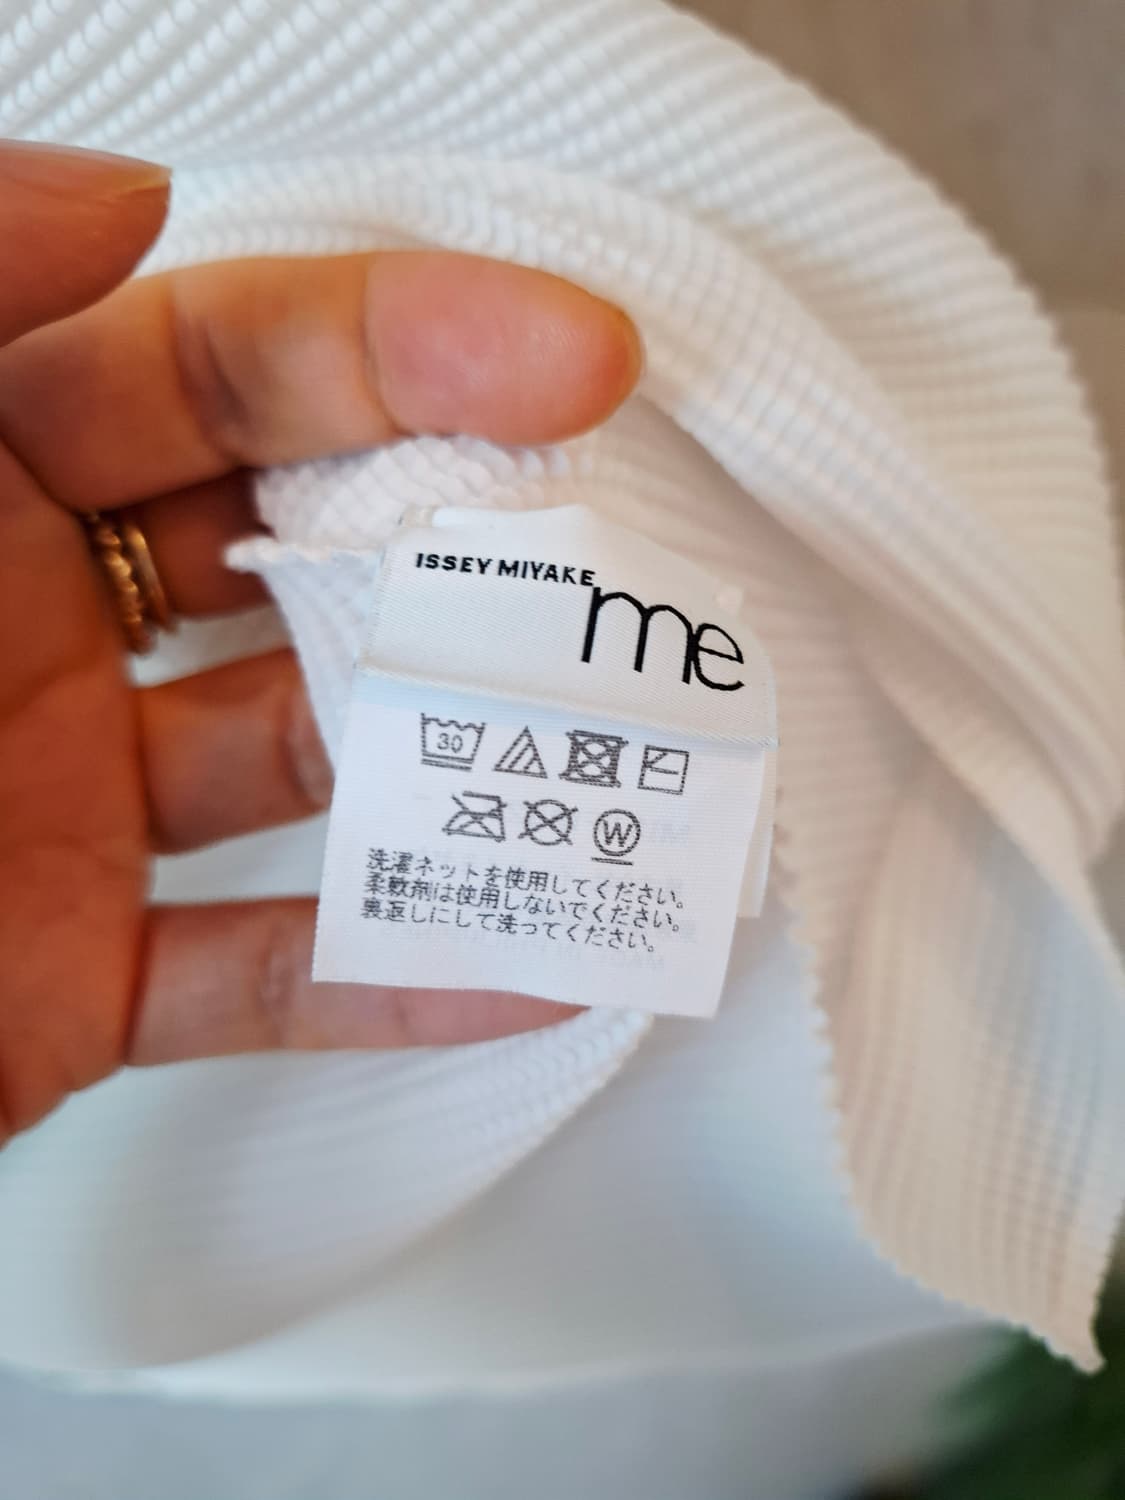 ISSEY MIYAKE
me
30
W
洗濯ネットを使用してください。
柔軟剤は使用しないでください。
裏返しにして洗ってください。